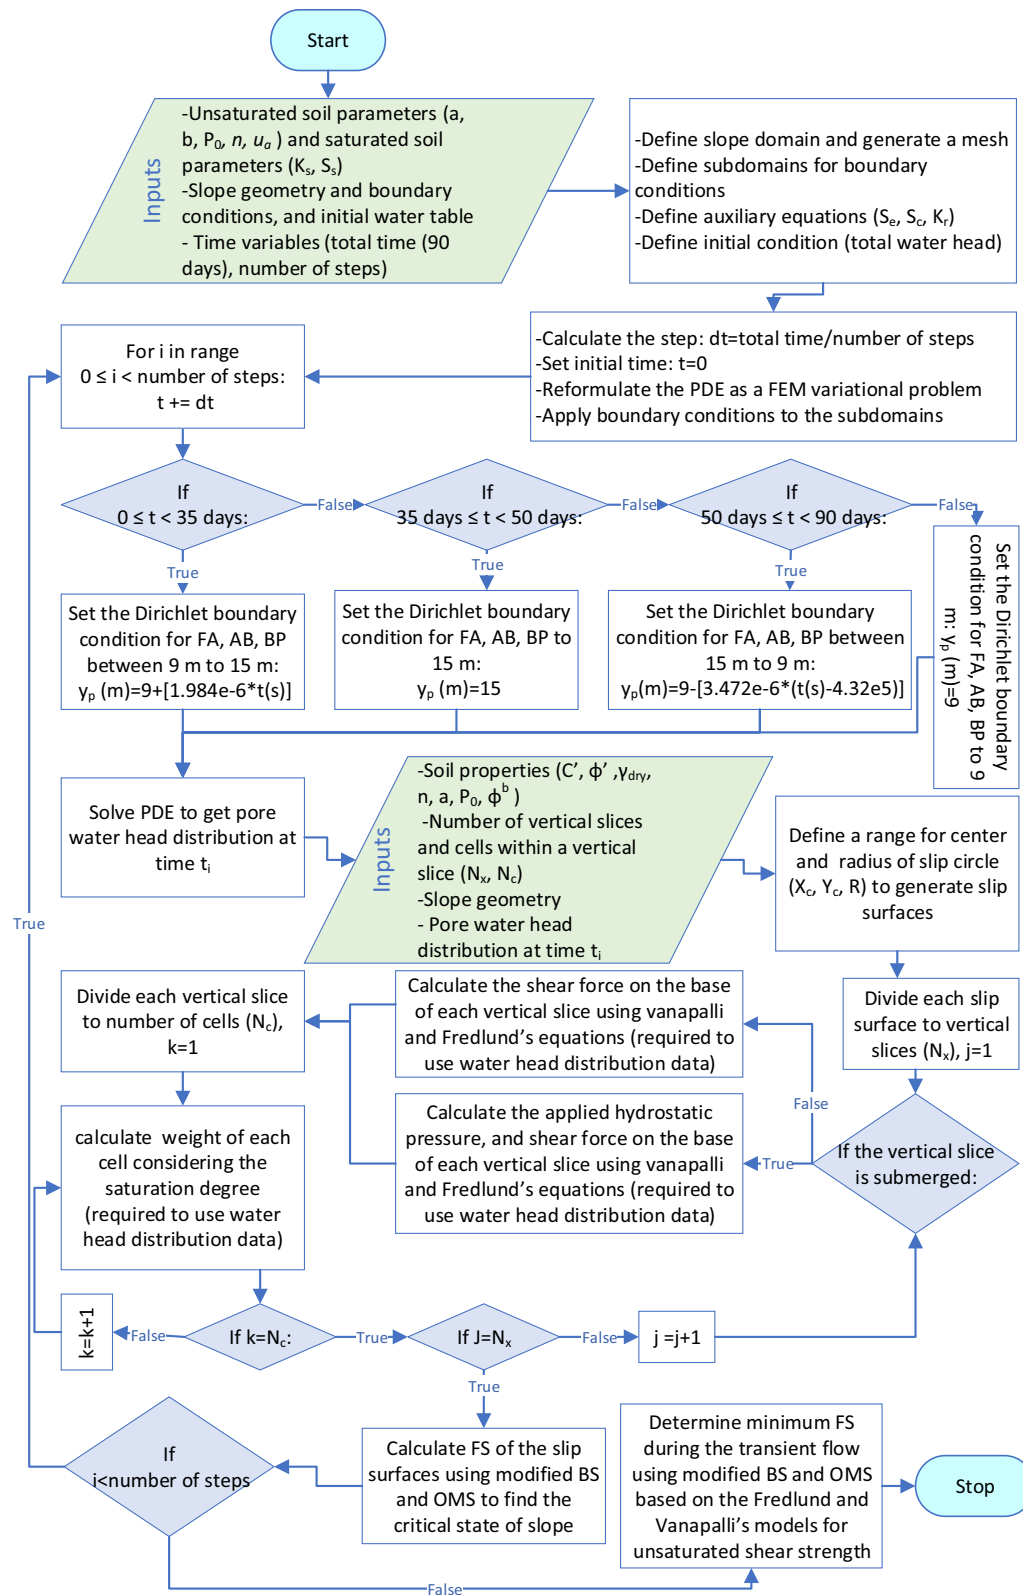 Start
Inputs
-Unsaturated soil parameters (a,
b, P₀, n, uₐ ) and saturated soil
parameters (Kₛ, Sₛ)
-Slope geometry and boundary
conditions, and initial water table
- Time variables (total time (90
days), number of steps)
-Define slope domain and generate a mesh
-Define subdomains for boundary
conditions
-Define auxiliary equations (Sₑ, S_c, Kᵣ)
-Define initial condition (total water head)
-Calculate the step: dt=total time/number of steps
-Set initial time: t=0
-Reformulate the PDE as a FEM variational problem
-Apply boundary conditions to the subdomains
For i in range
0 ≤ i < number of steps:
t += dt
If
0 ≤ t < 35 days:
False
If
35 days ≤ t < 50 days:
False
If
50 days ≤ t < 90 days:
False
True
True
True
Set the Dirichlet boundary
condition for FA, AB, BP
between 9 m to 15 m:
yₚ (m)=9+[1.984e-6*t(s)]
Set the Dirichlet boundary
condition for FA, AB, BP to
15 m:
yₚ (m)=15
Set the Dirichlet boundary
condition for FA, AB, BP between
15 m to 9 m:
yₚ(m)=9-[3.472e-6*(t(s)-4.32e5)]
Set the Dirichlet boundary
condition for FA, AB, BP to 9
m: yₚ (m)=9
Solve PDE to get pore
water head distribution at
time tᵢ
Inputs
-Soil properties (C’, ϕ’ ,γ_dry,
n, a, P₀, ϕᵇ )
-Number of vertical slices
and cells within a vertical
slice (Nₓ, N_c)
-Slope geometry
- Pore water head
distribution at time tᵢ
Define a range for center
and radius of slip circle
(X_c, Y_c, R) to generate slip
surfaces
Divide each slip
surface to vertical
slices (Nₓ), j=1
If the vertical slice
is submerged:
False
True
Calculate the shear force on the base
of each vertical slice using vanapalli
and Fredlund’s equations (required to
use water head distribution data)
Calculate the applied hydrostatic
pressure, and shear force on the base
of each vertical slice using vanapalli
and Fredlund’s equations (required to
use water head distribution data)
Divide each vertical slice
to number of cells (N_c),
k=1
calculate weight of each
cell considering the
saturation degree
(required to use water
head distribution data)
True
k=k+1
False
If k=N_c:
True
If J=Nₓ
False
j =j+1
True
If
i<number of steps
Calculate FS of the slip
surfaces using modified BS
and OMS to find the
critical state of slope
Determine minimum FS
during the transient flow
using modified BS and OMS
based on the Fredlund and
Vanapalli’s models for
unsaturated shear strength
Stop
False